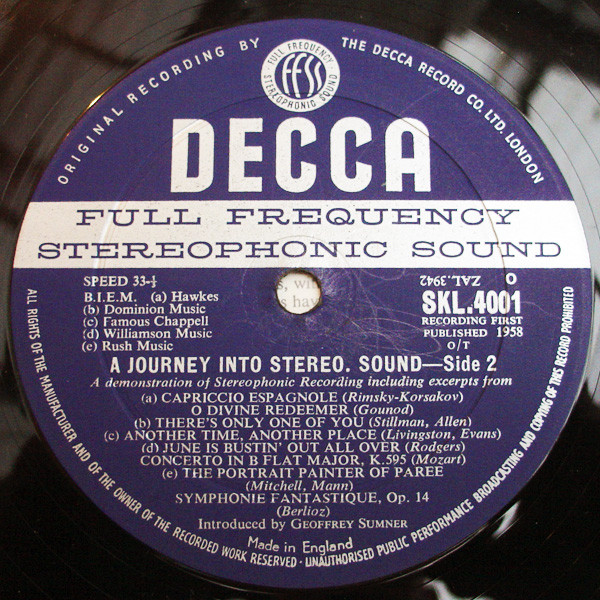 ORIGINAL RECORDING BY THE DECCA RECORD CO. LTD. LONDON
FULL FREQUENCY
FFSS
STEREOPHONIC SOUND
DECCA
FULL FREQUENCY
STEREOPHONIC SOUND
SPEED 33-⅓
B.I.E.M. (a) Hawkes
(b) Dominion Music
(c) Famous Chappell
(d) Williamson Music
(e) Rush Music
s, wi
s hav
ZAL.3942
O
SKL.4001
RECORDING FIRST
PUBLISHED 1958
O/T
A JOURNEY INTO STEREO. SOUND—Side 2
A demonstration of Stereophonic Recording including excerpts from
(a) CAPRICCIO ESPAGNOLE (Rimsky-Korsakov)
O DIVINE REDEEMER (Gounod)
(b) THERE'S ONLY ONE OF YOU (Stillman, Allen)
(c) ANOTHER TIME, ANOTHER PLACE (Livingston, Evans)
(d) JUNE IS BUSTIN' OUT ALL OVER (Rodgers)
CONCERTO IN B FLAT MAJOR, K.595 (Mozart)
(e) THE PORTRAIT PAINTER OF PAREE
(Mitchell, Mann)
SYMPHONIE FANTASTIQUE, Op. 14
(Berlioz)
Introduced by GEOFFREY SUMNER
Made in England
ALL RIGHTS OF THE MANUFACTURER AND OF THE OWNER OF THE RECORDED WORK RESERVED · UNAUTHORISED PUBLIC PERFORMANCE BROADCASTING AND COPYING OF THIS RECORD PROHIBITED